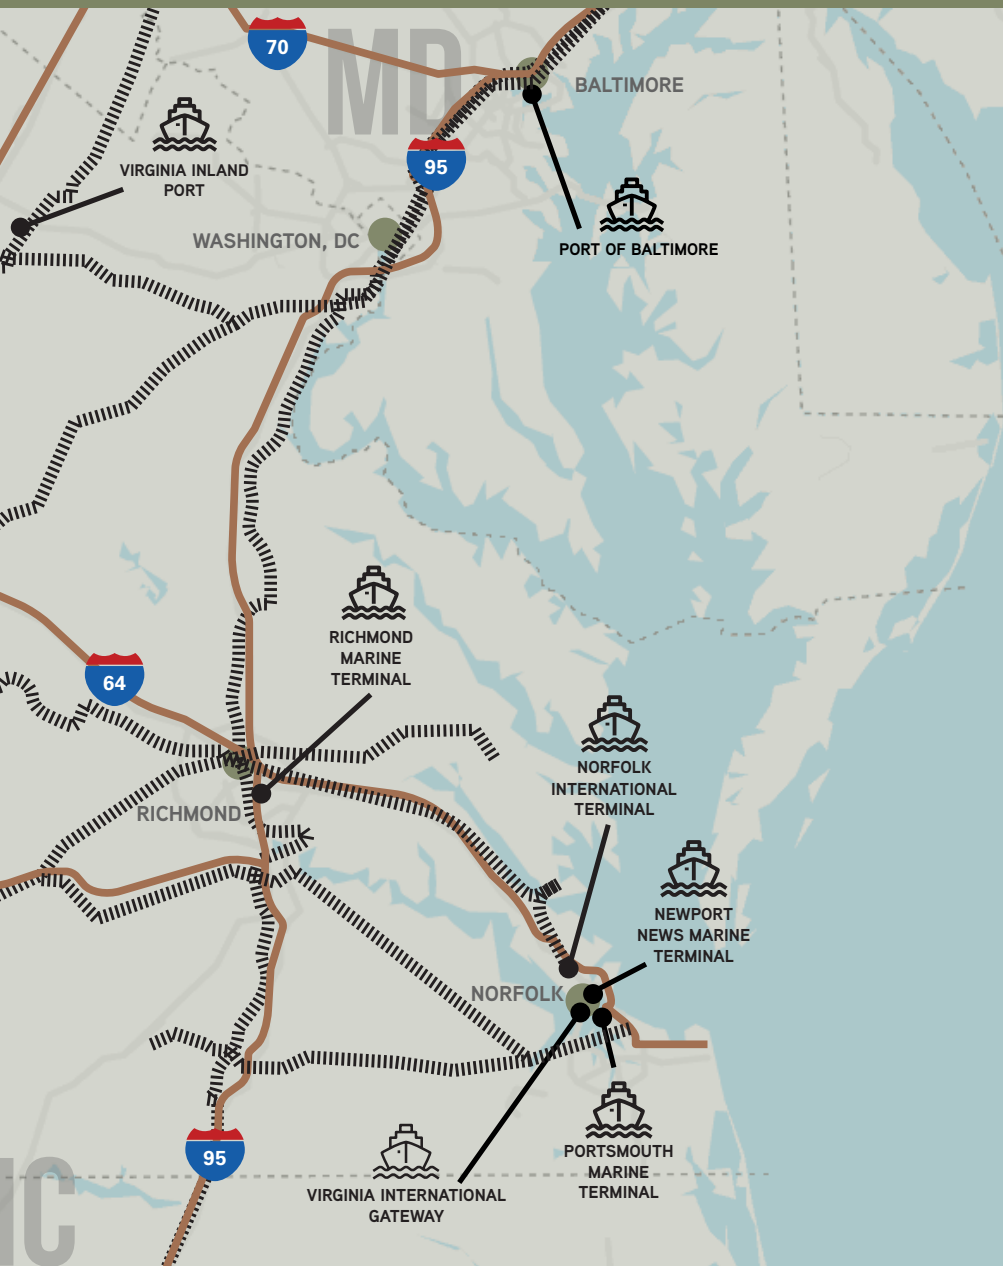 MD
70
BALTIMORE
95
VIRGINIA INLAND
PORT
WASHINGTON, DC
PORT OF BALTIMORE
RICHMOND
MARINE
TERMINAL
64
NORFOLK
INTERNATIONAL
TERMINAL
RICHMOND
NEWPORT
NEWS MARINE
TERMINAL
NORFOLK
95
PORTSMOUTH
MARINE
TERMINAL
VIRGINIA INTERNATIONAL
GATEWAY